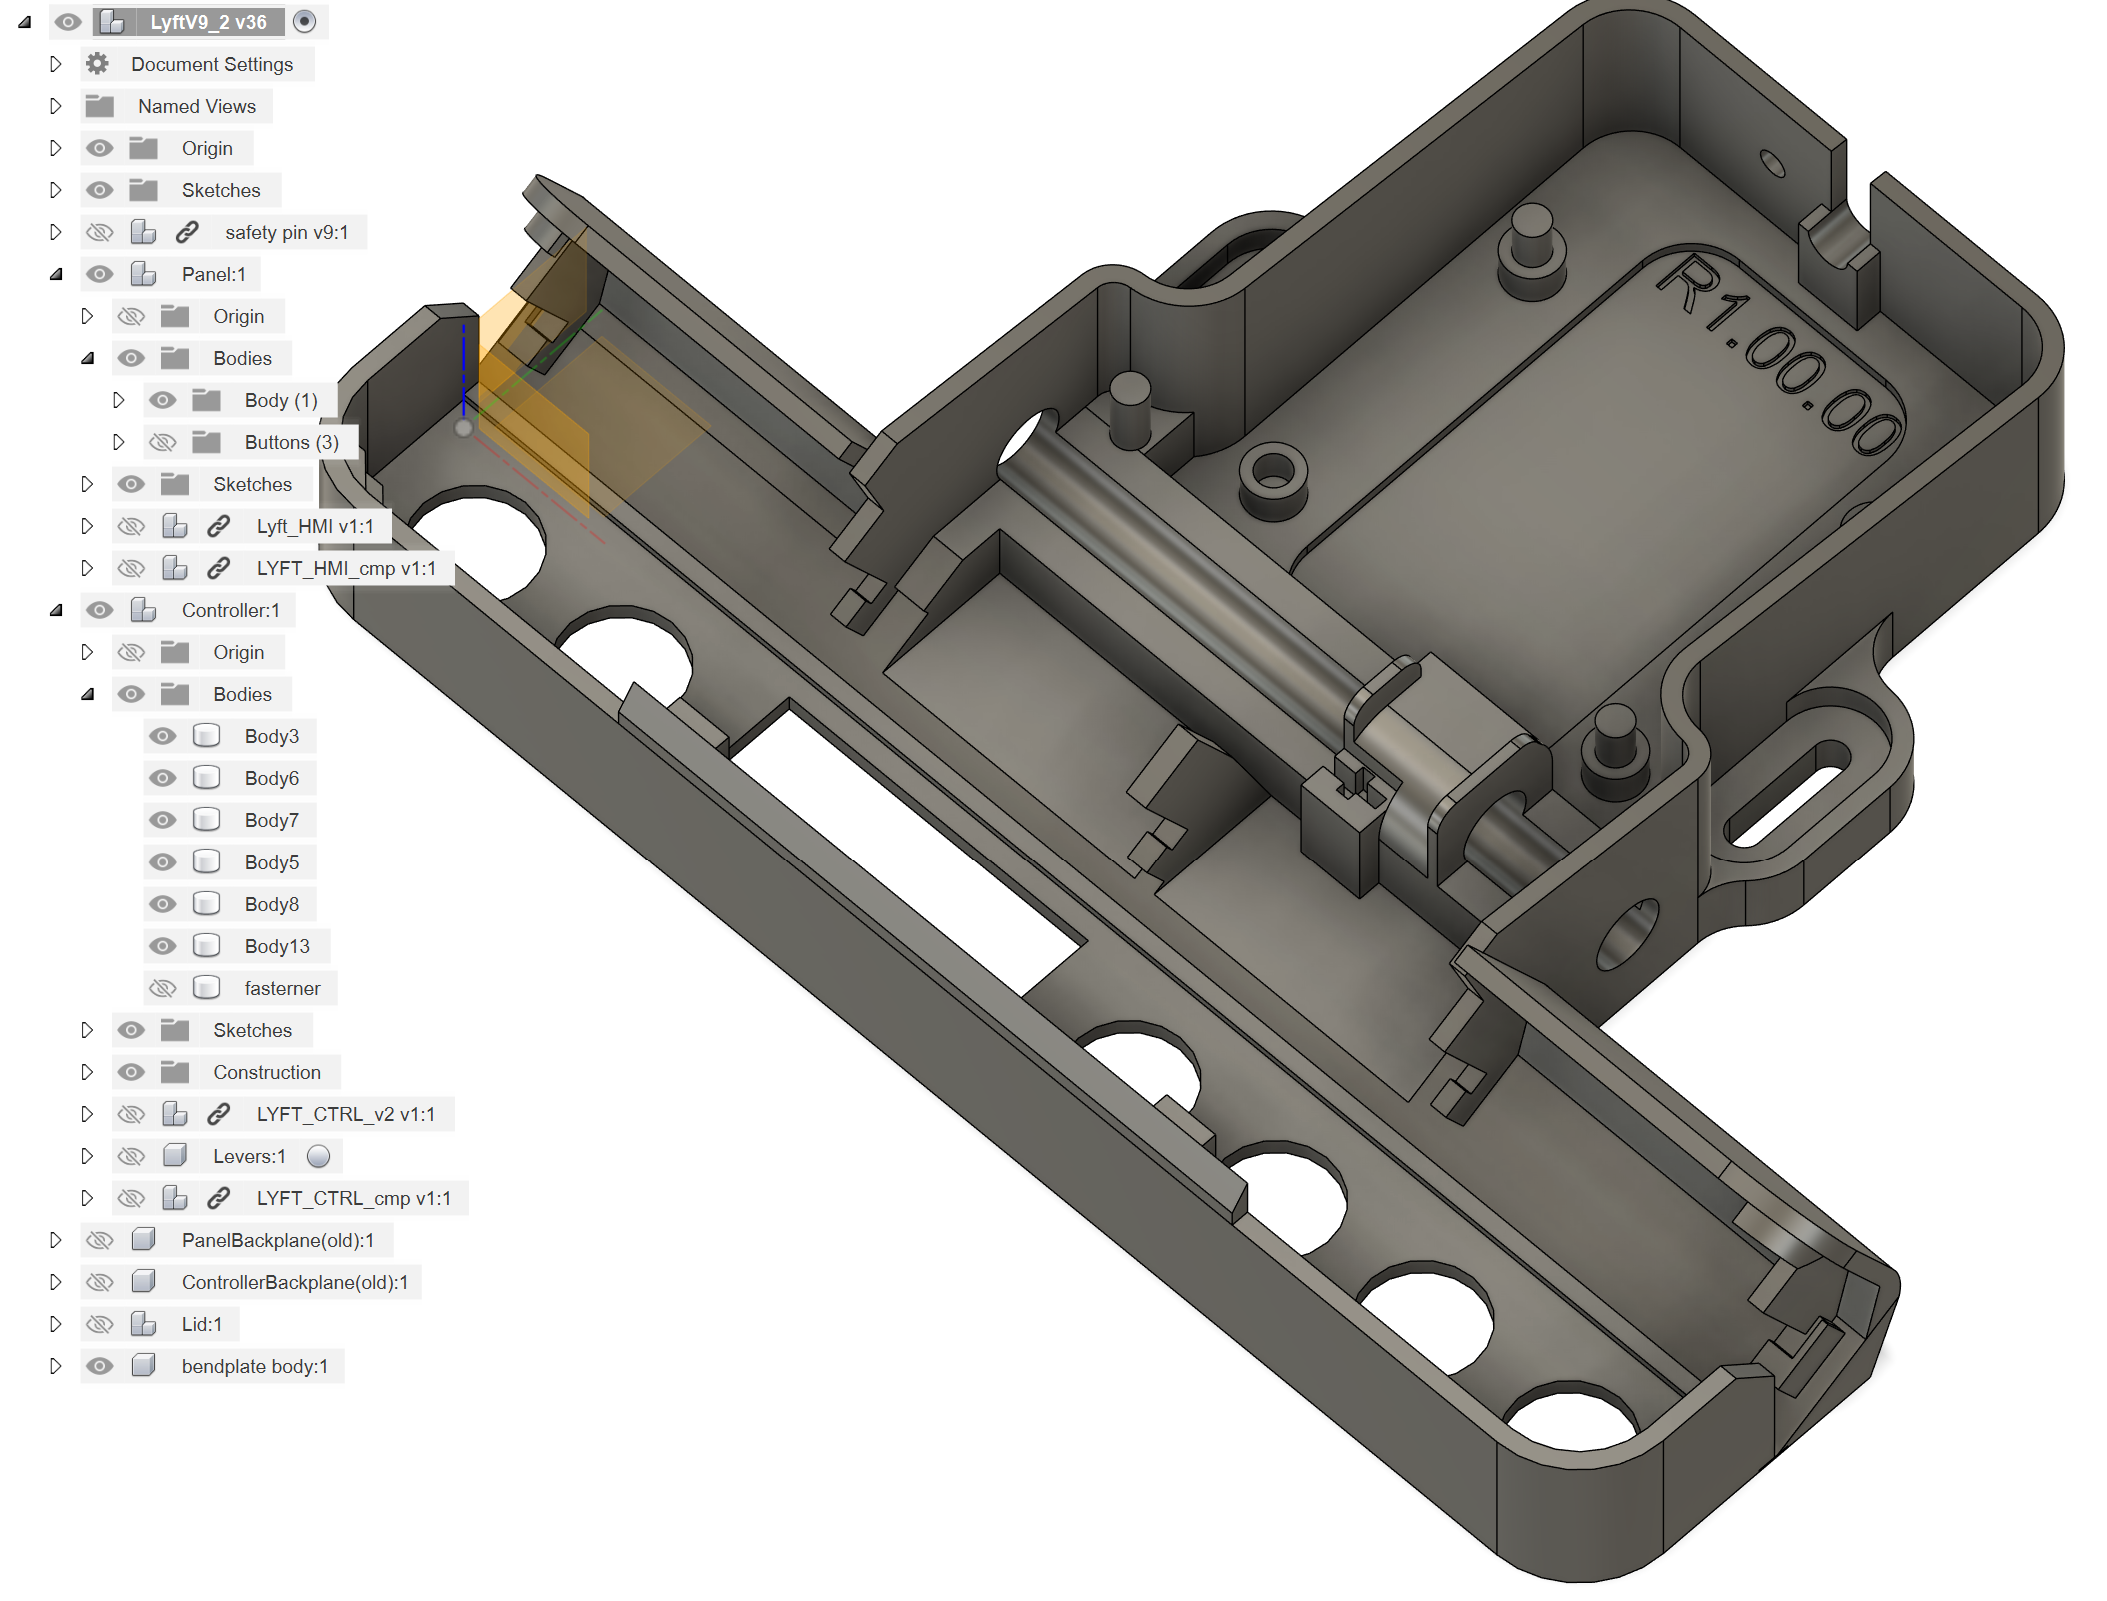 LyftV9_2 v36
Document Settings
Named Views
Origin
Sketches
safety pin v9:1
Panel:1
Origin
Bodies
Body (1)
Buttons (3)
Sketches
Lyft_HMI v1:1
LYFT_HMI_cmp v1:1
Controller:1
Origin
Bodies
Body3
Body6
Body7
Body5
Body8
Body13
fasterner
Sketches
Construction
LYFT_CTRL_v2 v1:1
Levers:1
LYFT_CTRL_cmp v1:1
PanelBackplane(old):1
ControllerBackplane(old):1
Lid:1
bendplate body:1
R1.00.00